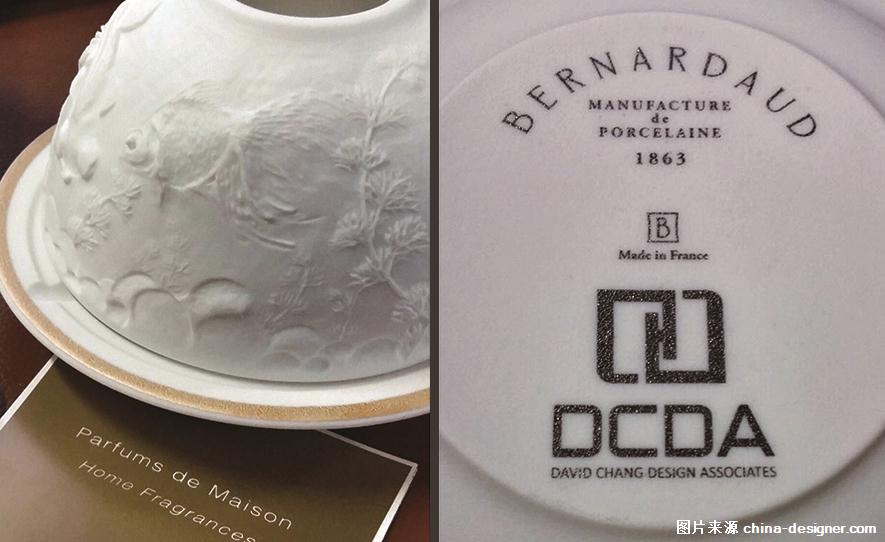 Parfums de Maison
Home Fragrances
BERNARDAUD
MANUFACTURE
de
PORCELAINE
1863
B
Made in France
DCDA
DAVID CHANG DESIGN ASSOCIATES
图片来源 china-designer.com